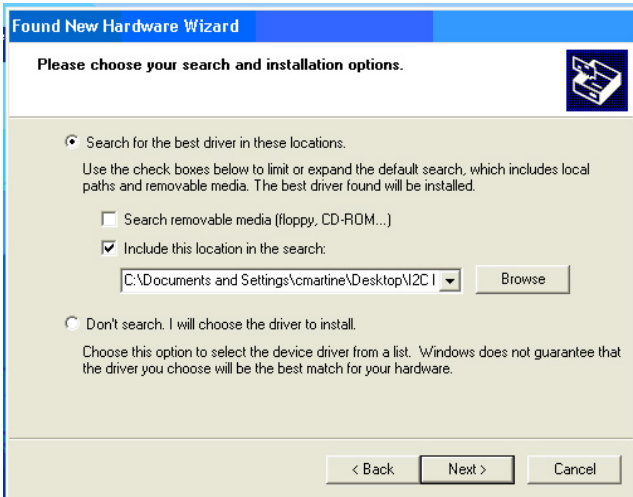 Found New Hardware Wizard
Please choose your search and installation options.
Search for the best driver in these locations.
Use the check boxes below to limit or expand the default search, which includes local
paths and removable media. The best driver found will be installed.
Search removable media (floppy, CD-ROM...)
Include this location in the search:
C:\Documents and Settings\cmartine\Desktop\I2C I
Browse
Don't search. I will choose the driver to install.
Choose this option to select the device driver from a list. Windows does not guarantee that
the driver you choose will be the best match for your hardware.
< Back
Next >
Cancel